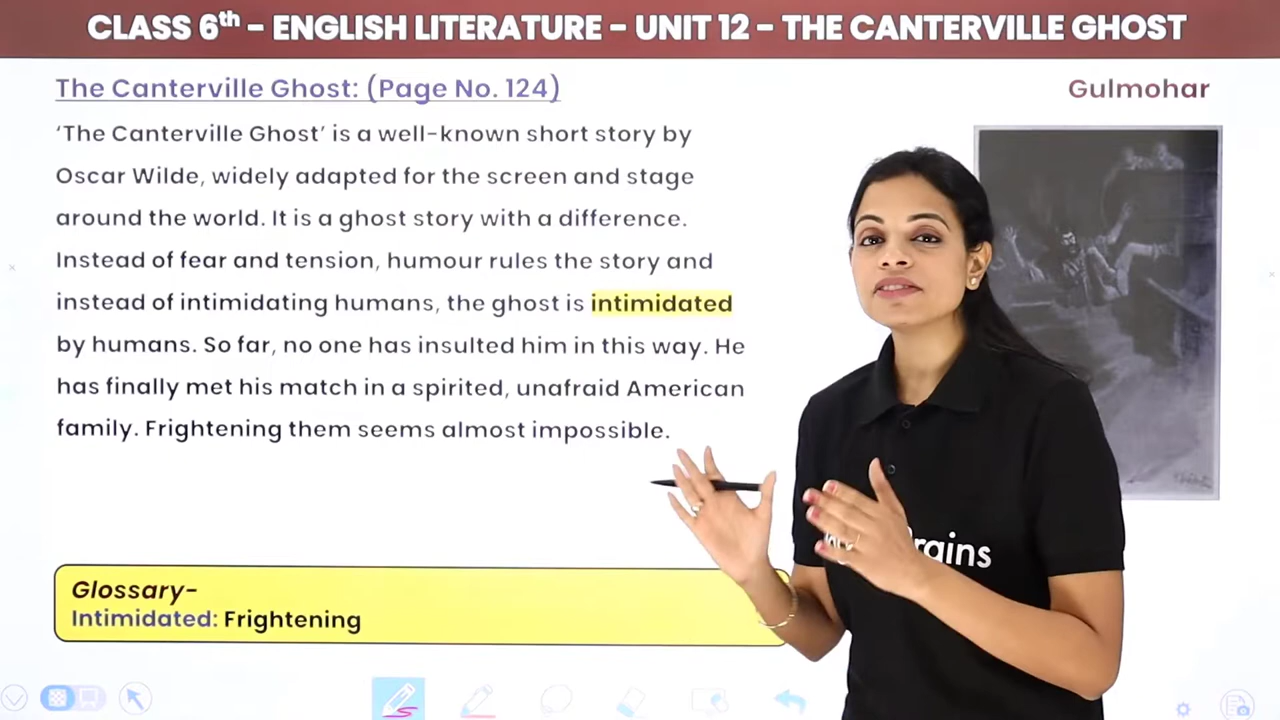 CLASS 6th - ENGLISH LITERATURE - UNIT 12 - THE CANTERVILLE GHOST
The Canterville Ghost: (Page No. 124)
Gulmohar
‘The Canterville Ghost’ is a well-known short story by
Oscar Wilde, widely adapted for the screen and stage
around the world. It is a ghost story with a difference.
Instead of fear and tension, humour rules the story and
instead of intimidating humans, the ghost is intimidated
by humans. So far, no one has insulted him in this way. He
has finally met his match in a spirited, unafraid American
family. Frightening them seems almost impossible.
Glossary-
Intimidated: Frightening